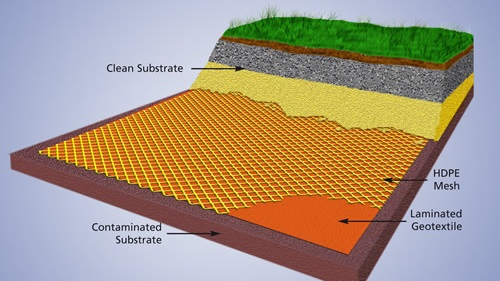 Clean Substrate
HDPE
Mesh
Laminated
Geotextile
Contaminated
Substrate